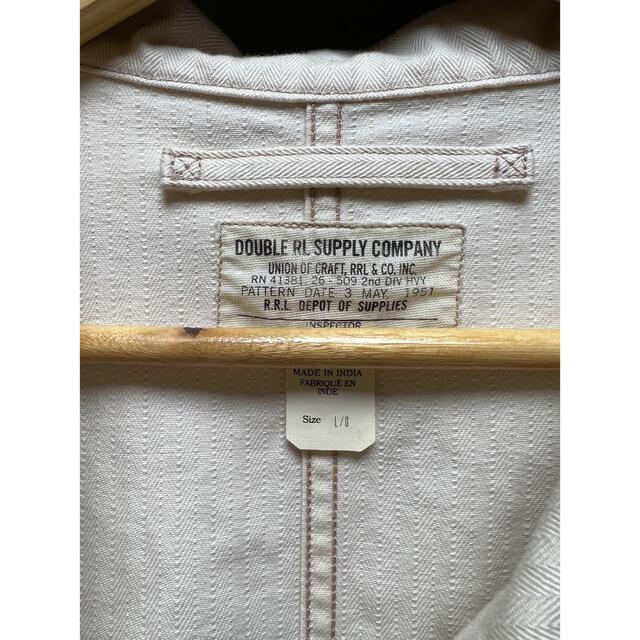 DOUBLE RL SUPPLY COMPANY
UNION OF CRAFT, RRL & CO. INC.
RN 41381, 26 - 509 2nd DIV HVY
PATTERN DATE 3 MAY, 1951
R.R.L DEPOT OF SUPPLIES
INSPECTOR
MADE IN INDIA
FABRIQUÉ EN
INDE
Size L/G